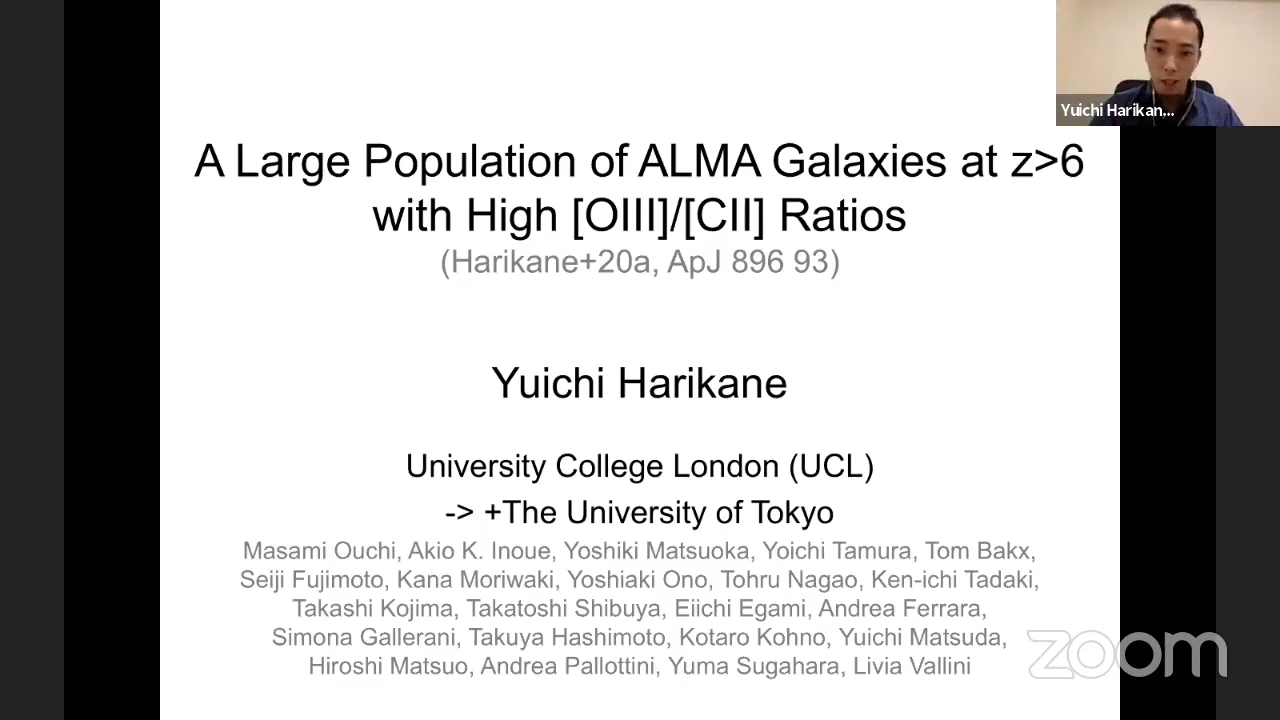 Yuichi Harikan...
A Large Population of ALMA Galaxies at z>6
with High [OIII]/[CII] Ratios
(Harikane+20a, ApJ 896 93)
Yuichi Harikane
University College London (UCL)
-> +The University of Tokyo
Masami Ouchi, Akio K. Inoue, Yoshiki Matsuoka, Yoichi Tamura, Tom Bakx,
Seiji Fujimoto, Kana Moriwaki, Yoshiaki Ono, Tohru Nagao, Ken-ichi Tadaki,
Takashi Kojima, Takatoshi Shibuya, Eiichi Egami, Andrea Ferrara,
Simona Gallerani, Takuya Hashimoto, Kotaro Kohno, Yuichi Matsuda,
Hiroshi Matsuo, Andrea Pallottini, Yuma Sugahara, Livia Vallini
zoom